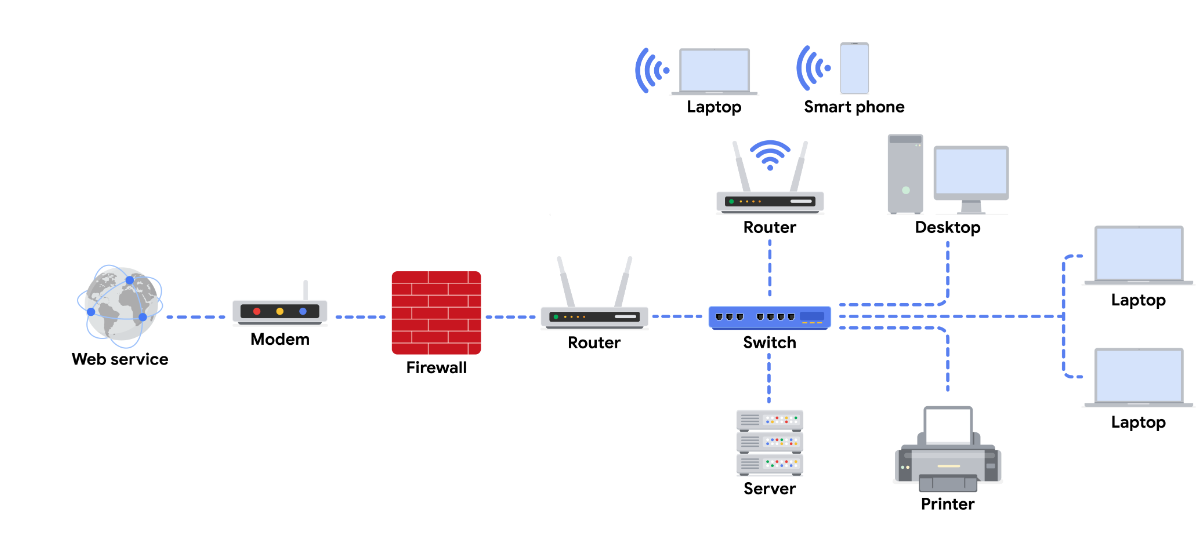 Laptop
Smart phone
Router
Desktop
Laptop
Web service
Modem
Firewall
Router
Switch
Laptop
Server
Printer